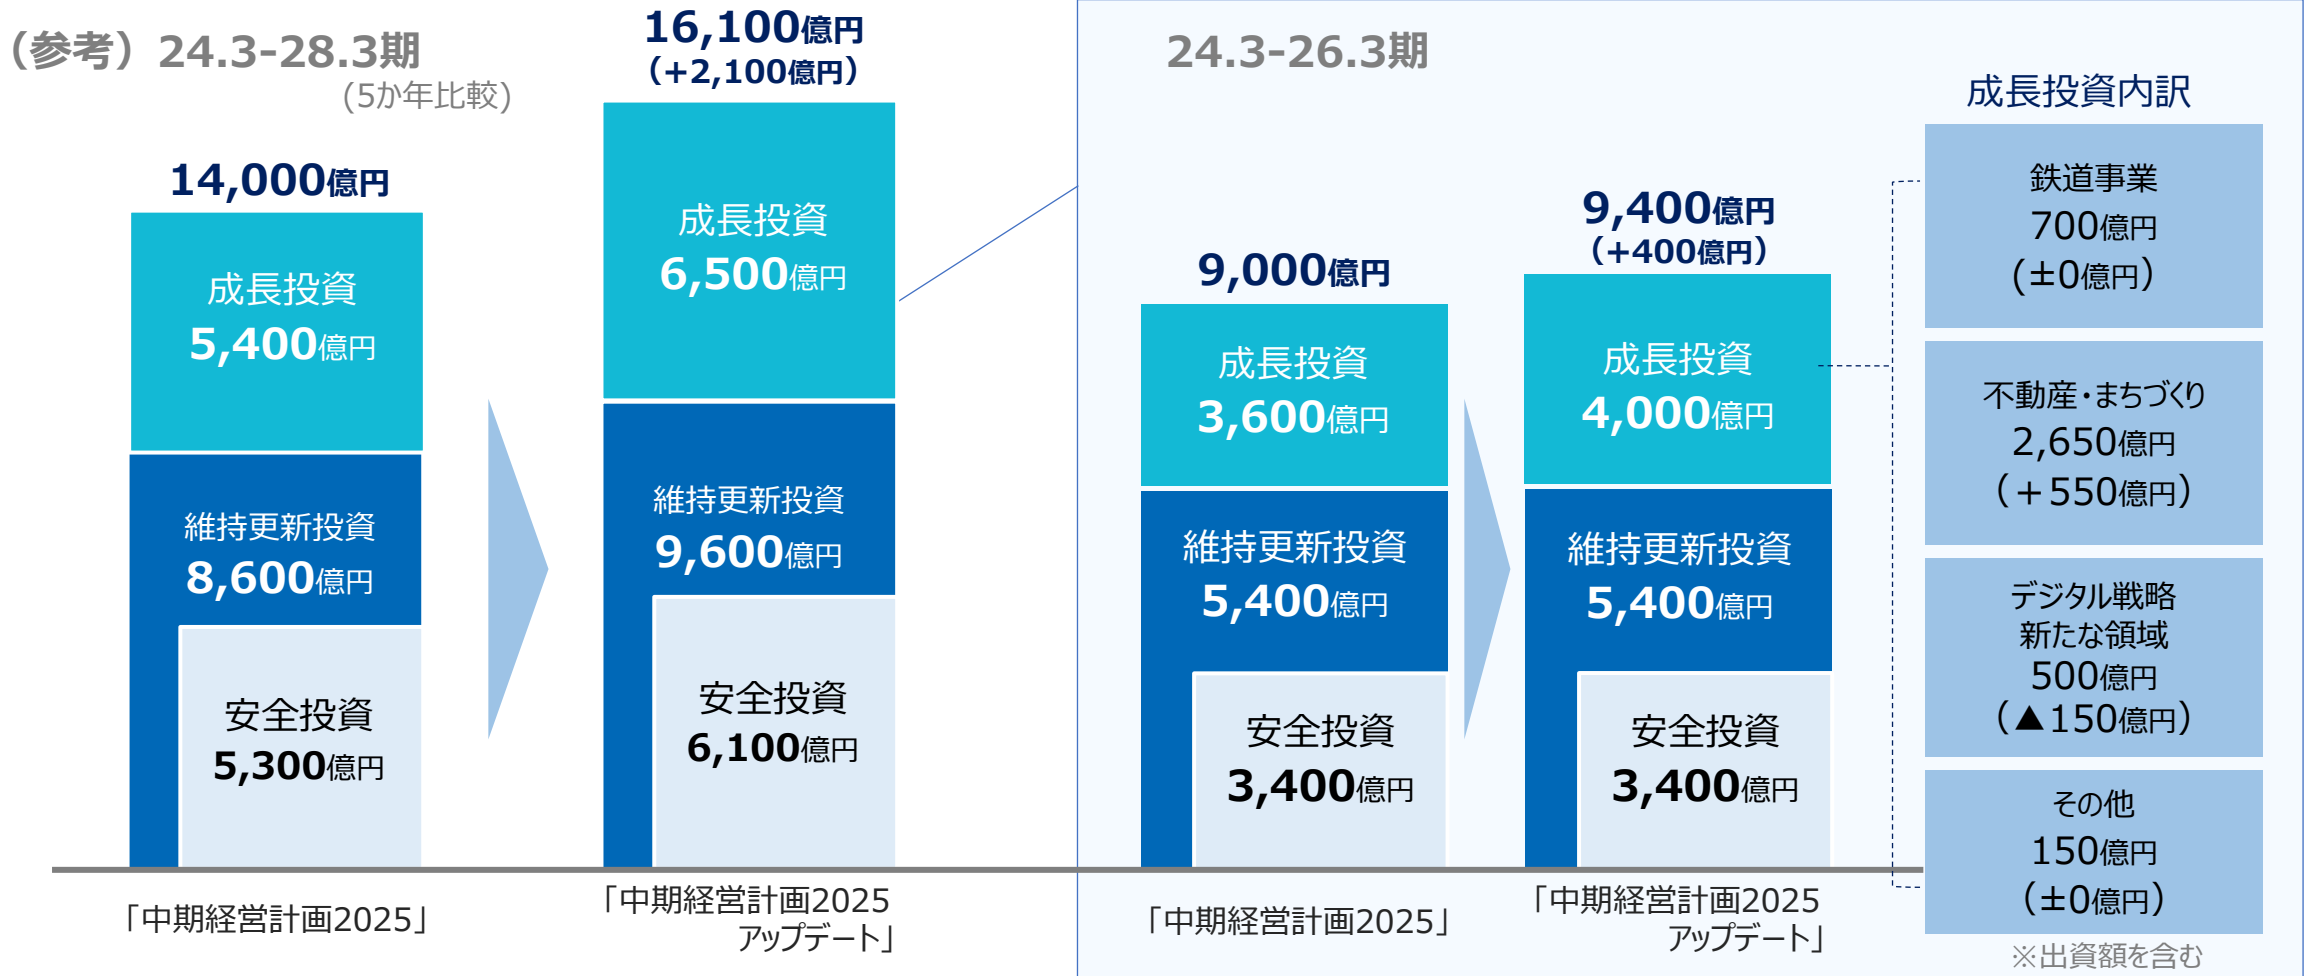 （参考）24.3-28.3期
(5か年比較)
14,000億円
成長投資
5,400億円
維持更新投資
8,600億円
安全投資
5,300億円
「中期経営計画2025」
16,100億円
（+2,100億円）
成長投資
6,500億円
維持更新投資
9,600億円
安全投資
6,100億円
「中期経営計画2025
アップデート」
24.3-26.3期
9,000億円
成長投資
3,600億円
維持更新投資
5,400億円
安全投資
3,400億円
「中期経営計画2025」
9,400億円
（+400億円）
成長投資
4,000億円
維持更新投資
5,400億円
安全投資
3,400億円
「中期経営計画2025
アップデート」
成長投資内訳
鉄道事業
700億円
(±0億円）
不動産・まちづくり
2,650億円
（＋550億円）
デジタル戦略
新たな領域
500億円
（▲150億円）
その他
150億円
（±0億円）
※出資額を含む